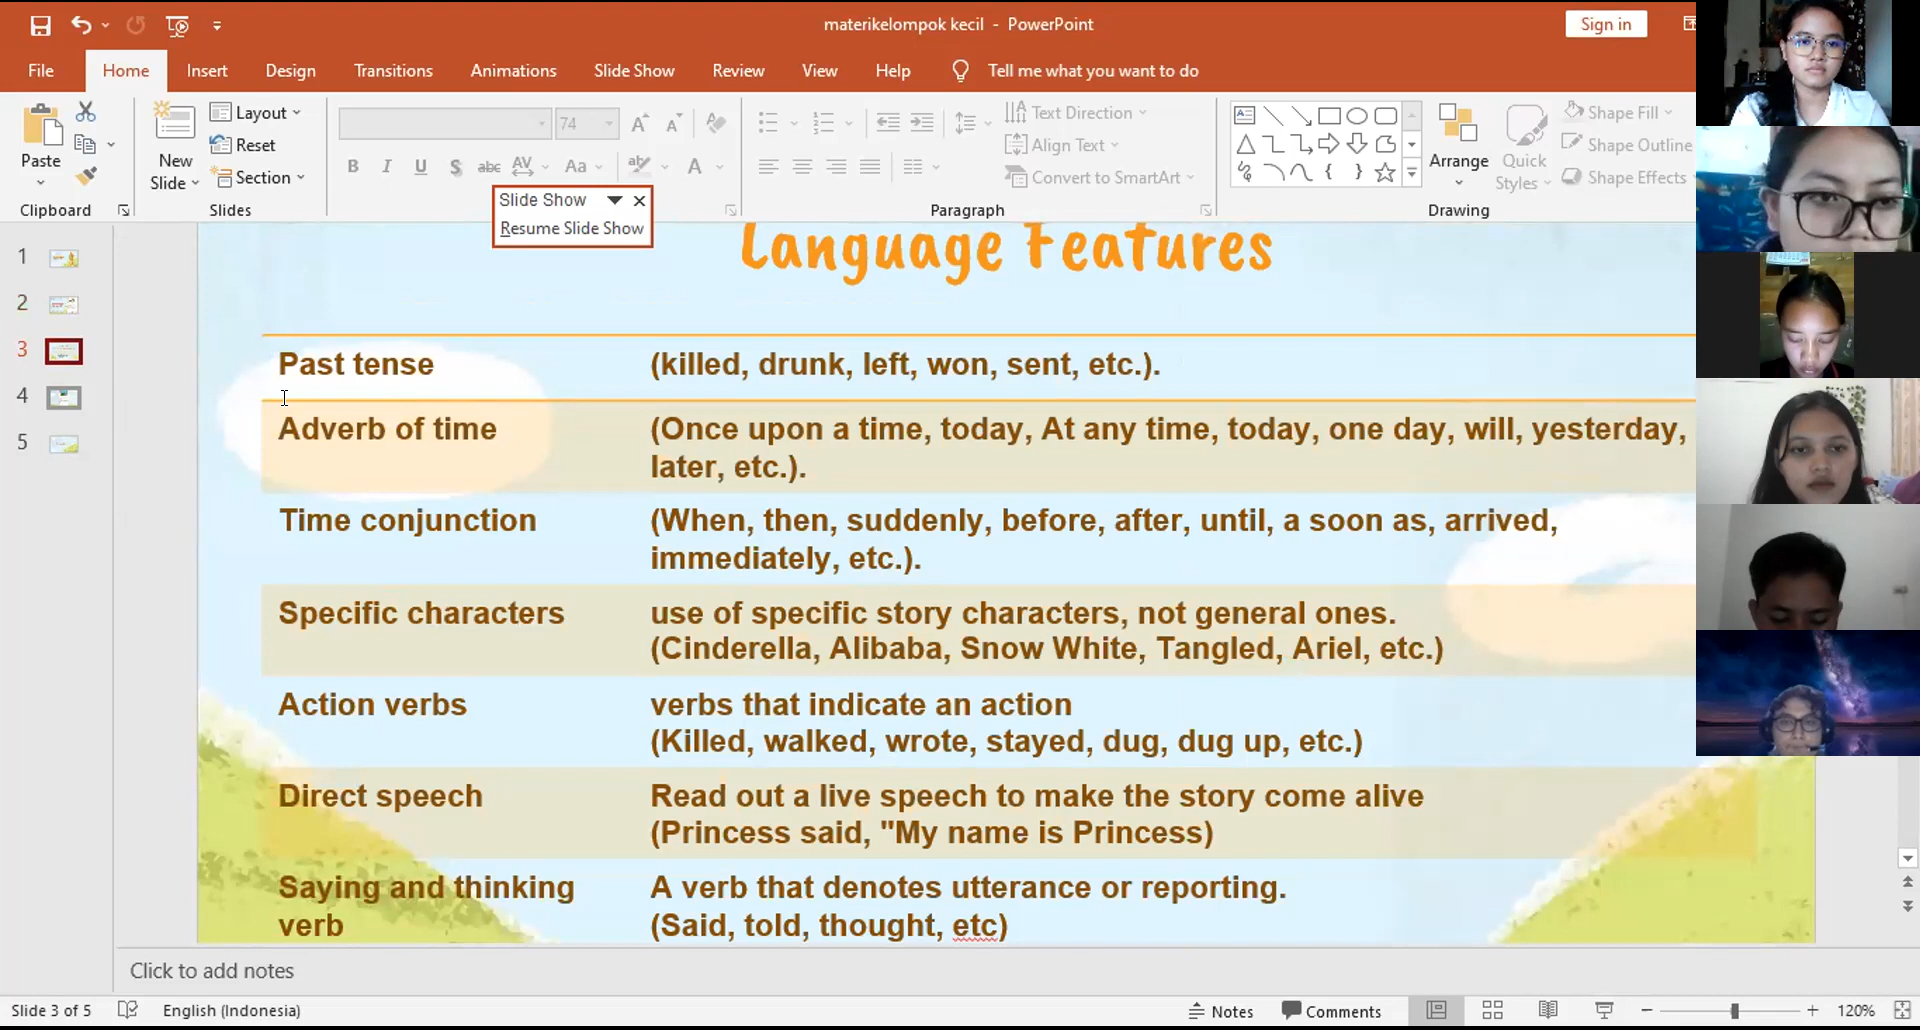 materikelompok kecil - PowerPoint
Sign in
File Home Insert Design Transitions Animations Slide Show Review View Help Tell me what you want to do
Paste
New
Slide
Layout
Reset
Section
74
B I U S abc AV Aa A
Text Direction
Align Text
Convert to SmartArt
Arrange
Quick
Styles
Shape Fill
Shape Outline
Shape Effects
Clipboard Slides Paragraph Drawing
Slide Show
Resume Slide Show
1
2
3
4
5
Language Features
Past tense (killed, drunk, left, won, sent, etc.).
Adverb of time (Once upon a time, today, At any time, today, one day, will, yesterday,
later, etc.).
Time conjunction (When, then, suddenly, before, after, until, a soon as, arrived,
immediately, etc.).
Specific characters use of specific story characters, not general ones.
(Cinderella, Alibaba, Snow White, Tangled, Ariel, etc.)
Action verbs verbs that indicate an action
(Killed, walked, wrote, stayed, dug, dug up, etc.)
Direct speech Read out a live speech to make the story come alive
(Princess said, "My name is Princess)
Saying and thinking A verb that denotes utterance or reporting.
verb (Said, told, thought, etc)
Click to add notes
Slide 3 of 5 English (Indonesia) Notes Comments 120%